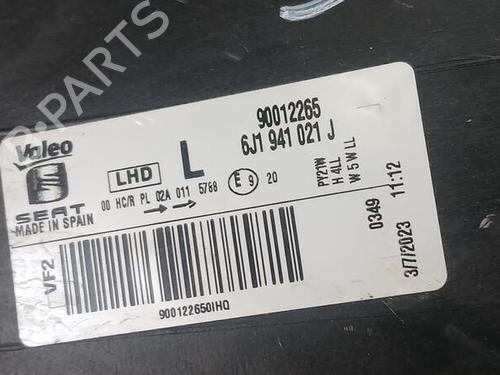 Valeo
SEAT
MADE IN SPAIN
LHD
L
90012265
6J1 941 021 J
00 HC/R PL 02A 011 5788
E 9 20
PY21W
H 4LL
W 5 W LL
VF2
900122650IHQ
0349 11:12
3/7/2023
B-PARTS